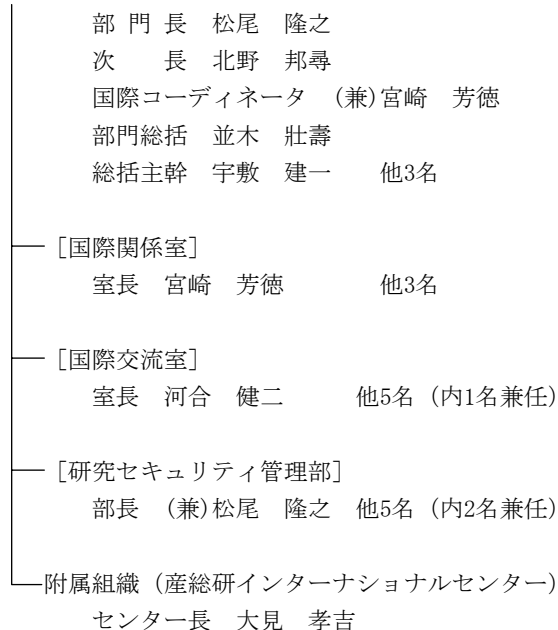 部 門 長　松尾　隆之
次　　長　北野　邦尋
国際コーディネータ　(兼)宮崎　芳徳
部門総括　並木　壯壽
総括主幹　宇敷　建一　　他3名
[国際関係室]
室長　宮崎　芳徳　　　　他3名
[国際交流室]
室長　河合　健二　　　他5名 (内1名兼任)
[研究セキュリティ管理部]
部長　(兼)松尾　隆之　他5名 (内2名兼任)
附属組織 (産総研インターナショナルセンター)
センター長　大見　孝吉